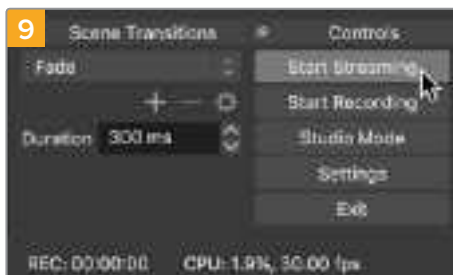 9
Scene Transitions
Controls
Fade
Start Streaming
Start Recording
Duration 300 ms
Studio Mode
Settings
Exit
REC: 00:00:00 CPU: 1.9%, 30.00 fps